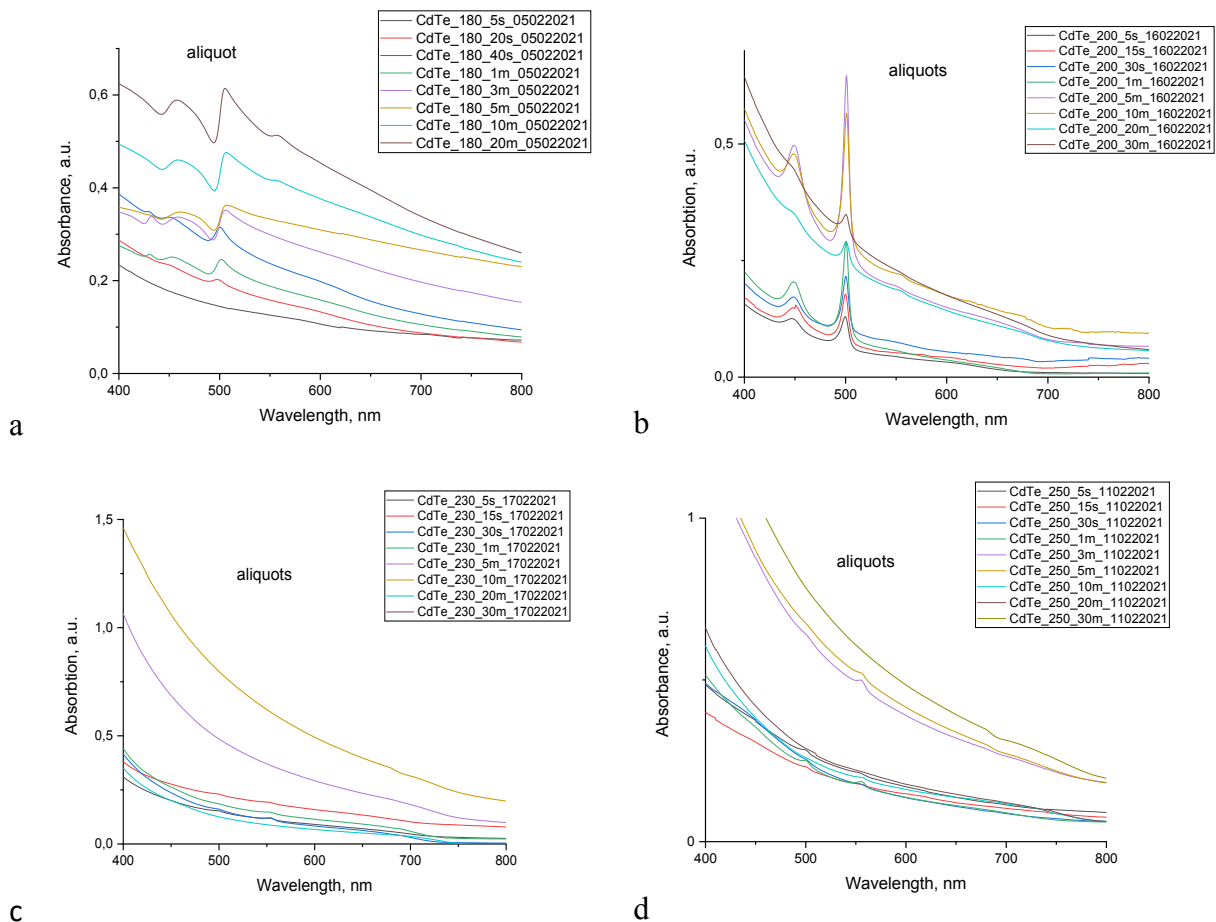 aliquot
CdTe_180_5s_05022021
CdTe_180_20s_05022021
CdTe_180_40s_05022021
CdTe_180_1m_05022021
CdTe_180_3m_05022021
CdTe_180_5m_05022021
CdTe_180_10m_05022021
CdTe_180_20m_05022021
Absorbance, a.u.
0,6
0,4
0,2
0,0
400 500 600 700 800
Wavelength, nm
a
aliquots
CdTe_200_5s_16022021
CdTe_200_15s_16022021
CdTe_200_30s_16022021
CdTe_200_1m_16022021
CdTe_200_5m_16022021
CdTe_200_10m_16022021
CdTe_200_20m_16022021
CdTe_200_30m_16022021
Absorbtion, a.u.
0,5
0,0
400 500 600 700 800
Wavelength, nm
b
aliquots
CdTe_230_5s_17022021
CdTe_230_15s_17022021
CdTe_230_30s_17022021
CdTe_230_1m_17022021
CdTe_230_5m_17022021
CdTe_230_10m_17022021
CdTe_230_20m_17022021
CdTe_230_30m_17022021
Absorbtion, a.u.
1,5
1,0
0,5
0,0
400 500 600 700 800
Wavelength, nm
c
aliquots
CdTe_250_5s_11022021
CdTe_250_15s_11022021
CdTe_250_30s_11022021
CdTe_250_1m_11022021
CdTe_250_3m_11022021
CdTe_250_5m_11022021
CdTe_250_10m_11022021
CdTe_250_20m_11022021
CdTe_250_30m_11022021
Absorbance, a.u.
1
0
400 500 600 700 800
Wavelength, nm
d